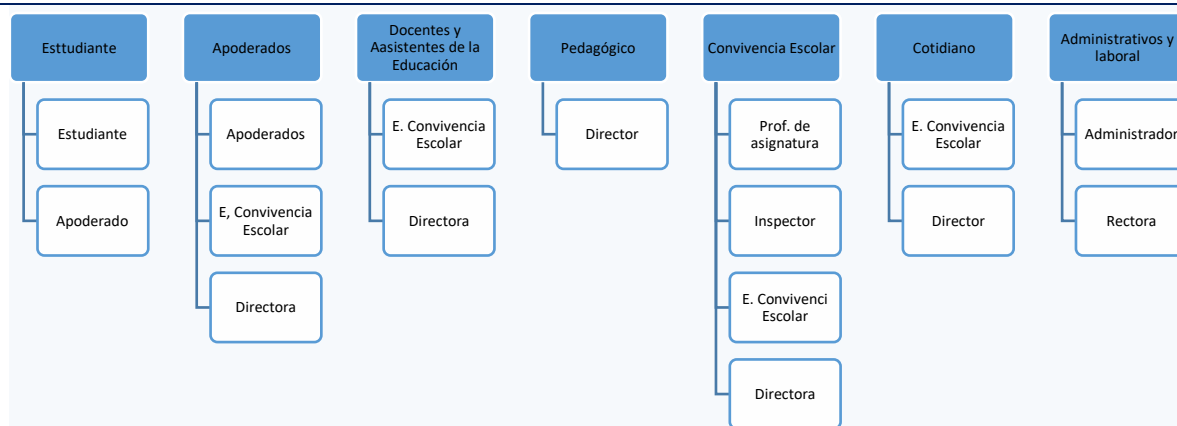 Esttudiante
Estudiante
Apoderado
Apoderados
Apoderados
E, Convivencia
Escolar
Directora
Docentes y
Aasistentes de la
Educación
E. Convivencia
Escolar
Directora
Pedagógico
Director
Convivencia Escolar
Prof. de
asignatura
Inspector
E. Convivenci
Escolar
Directora
Cotidiano
E. Convivencia
Escolar
Director
Administrativos y
laboral
Administrador
Rectora